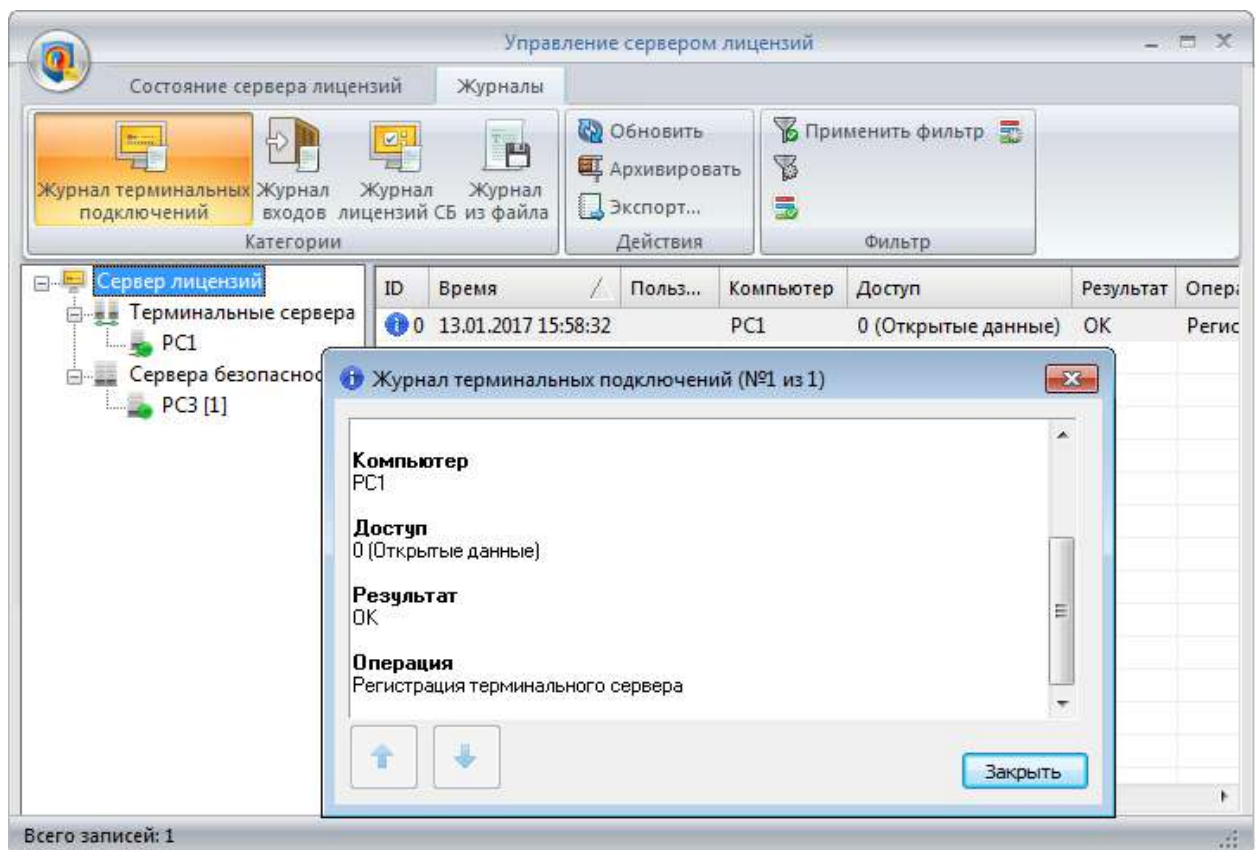 Управление сервером лицензий
Состояние сервера лицензий
Журналы
Журнал терминальных
подключений
Журнал
входов
Журнал
лицензий СБ
Журнал
из файла
Категории
Обновить
Архивировать
Экспорт...
Действия
Применить фильтр
Фильтр
Сервер лицензий
Терминальные сервера
PC1
Сервера безопаснос
PC3 [1]
ID Время Польз... Компьютер Доступ Результат Опера
0 13.01.2017 15:58:32 PC1 0 (Открытые данные) OK Регис
Журнал терминальных подключений (№1 из 1)
Компьютер
PC1
Доступ
0 (Открытые данные)
Результат
OK
Операция
Регистрация терминального сервера
Закрыть
Всего записей: 1